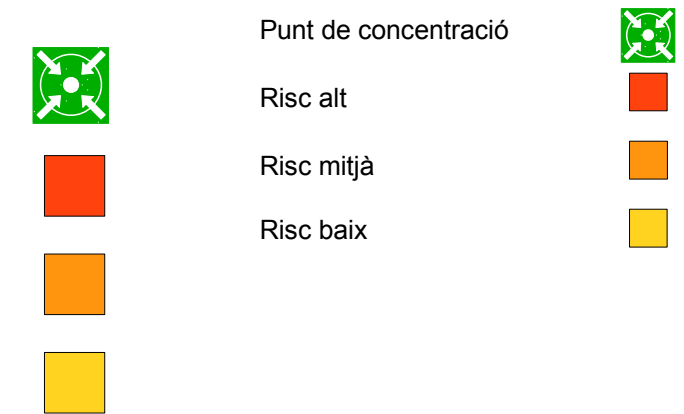 Punt de concentració
Risc alt
Risc mitjà
Risc baix